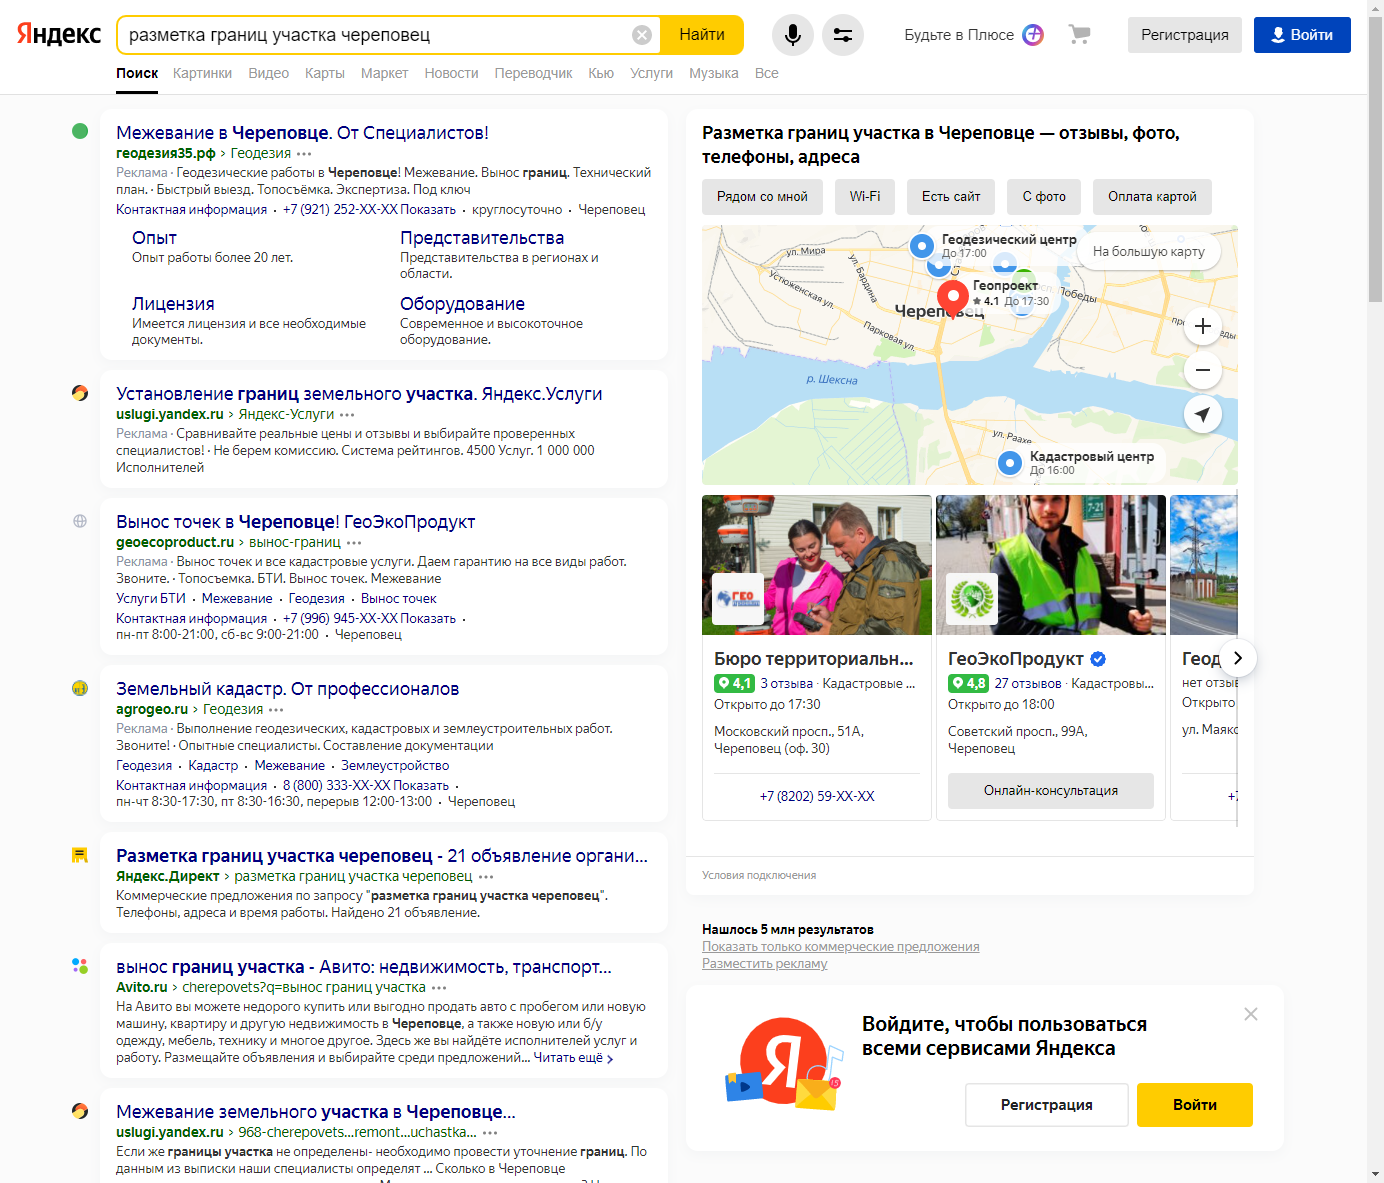 Яндекс
разметка границ участка череповец
Найти
Будьте в Плюсе
Регистрация
Войти
Поиск Картинки Видео Карты Маркет Новости Переводчик Кью Услуги Музыка Все
Межевание в Череповце. От Специалистов!
геодезия35.рф › Геодезия
Реклама · Геодезические работы в Череповце! Межевание. Вынос границ. Технический
план. · Быстрый выезд. Топосъёмка. Экспертиза. Под ключ
Контактная информация · +7 (921) 252-XX-XX Показать · круглосуточно · Череповец
Опыт
Опыт работы более 20 лет.
Представительства
Представительства в регионах и
области.
Лицензия
Имеется лицензия и все необходимые
документы.
Оборудование
Современное и высокоточное
оборудование.
Установление границ земельного участка. Яндекс.Услуги
uslugi.yandex.ru › Яндекс-Услуги
Реклама · Сравнивайте реальные цены и отзывы и выбирайте проверенных
специалистов! · Не берем комиссию. Система рейтингов. 4500 Услуг. 1 000 000
Исполнителей
Вынос точек в Череповце! ГеоЭкоПродукт
geoecoproduct.ru › вынос-границ
Реклама · Вынос точек и все кадастровые услуги. Даем гарантию на все виды работ.
Звоните. · Топосъемка. БТИ. Вынос точек. Межевание
Услуги БТИ · Межевание · Геодезия · Вынос точек
Контактная информация · +7 (996) 945-XX-XX Показать ·
пн-пт 8:00-21:00, сб-вс 9:00-21:00 · Череповец
Земельный кадастр. От профессионалов
agrogeo.ru › Геодезия
Реклама · Выполнение геодезических, кадастровых и землеустроительных работ.
Звоните! · Опытные специалисты. Составление документации
Геодезия · Кадастр · Межевание · Землеустройство
Контактная информация · 8 (800) 333-XX-XX Показать ·
пн-чт 8:30-17:30, пт 8:30-16:30, перерыв 12:00-13:00 · Череповец
Разметка границ участка череповец - 21 объявление органи...
Яндекс.Директ › разметка границ участка череповец
Коммерческие предложения по запросу "разметка границ участка череповец".
Телефоны, адреса и время работы. Найдено 21 объявление.
вынос границ участка - Авито: недвижимость, транспорт...
Avito.ru › cherepovets?q=вынос границ участка
На Авито вы можете недорого купить или выгодно продать авто с пробегом или новую
машину, квартиру и другую недвижимость в Череповце, а также новую или б/у
одежду, мебель, технику и многое другое. Здесь же вы найдёте исполнителей услуг и
работу. Размещайте объявления и выбирайте среди предложений... Читать ещё ›
Межевание земельного участка в Череповце...
uslugi.yandex.ru › 968-cherepovets...remont...uchastka...
Если же границы участка не определены- необходимо провести уточнение границ. По
данным из выписки наши специалисты определят ... Сколько в Череповце
Разметка границ участка в Череповце — отзывы, фото,
телефоны, адреса
Рядом со мной
Wi-Fi
Есть сайт
С фото
Оплата картой
Геодезический центр
До 17:00
На большую карту
ул. Мира
ул. Бардина
Устюженская ул.
Геопроект
4.1 До 17:30
Победы
Череповец
Парковая ул.
р. Шексна
ул. Раахе
Кадастровый центр
До 16:00
7-21
ГЕО
Бюро территориальн...
4,1 3 отзыва · Кадастровые ...
Открыто до 17:30
Московский просп., 51А,
Череповец (оф. 30)
+7 (8202) 59-XX-XX
ГеоЭкоПродукт
4,8 27 отзывов · Кадастровы...
Открыто до 18:00
Советский просп., 99А,
Череповец
Онлайн-консультация
Геод
нет отзыв
Открыто
ул. Маяко
+7
Условия подключения
Нашлось 5 млн результатов
Показать только коммерческие предложения
Разместить рекламу
Я
15
Войдите, чтобы пользоваться
всеми сервисами Яндекса
Регистрация
Войти